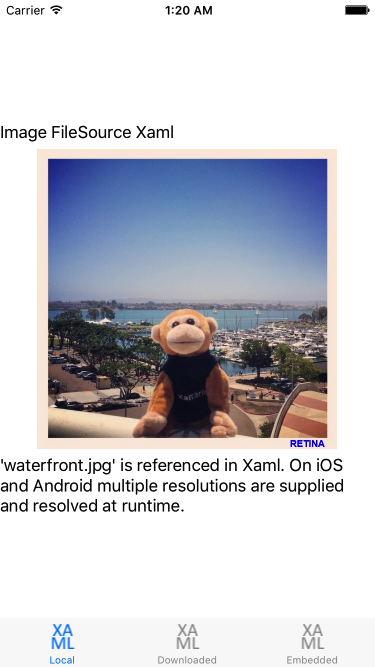 Carrier 1:20 AM
Image FileSource Xaml
xamarin
RETINA
'waterfront.jpg' is referenced in Xaml. On iOS
and Android multiple resolutions are supplied
and resolved at runtime.
XA XA XA
ML ML ML
Local Downloaded Embedded